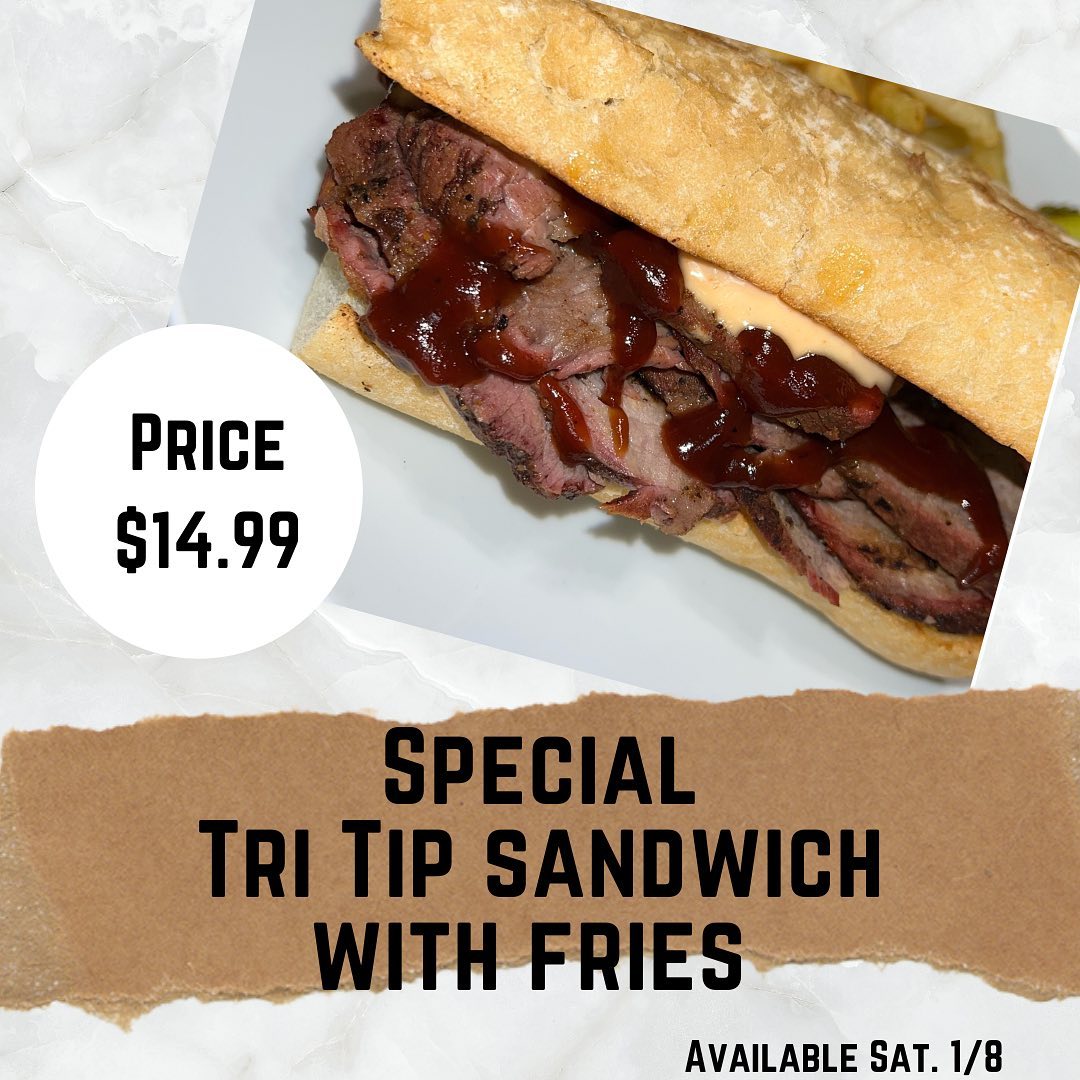 Price
$14.99
Special
Tri Tip sandwich
with fries
Available Sat. 1/8